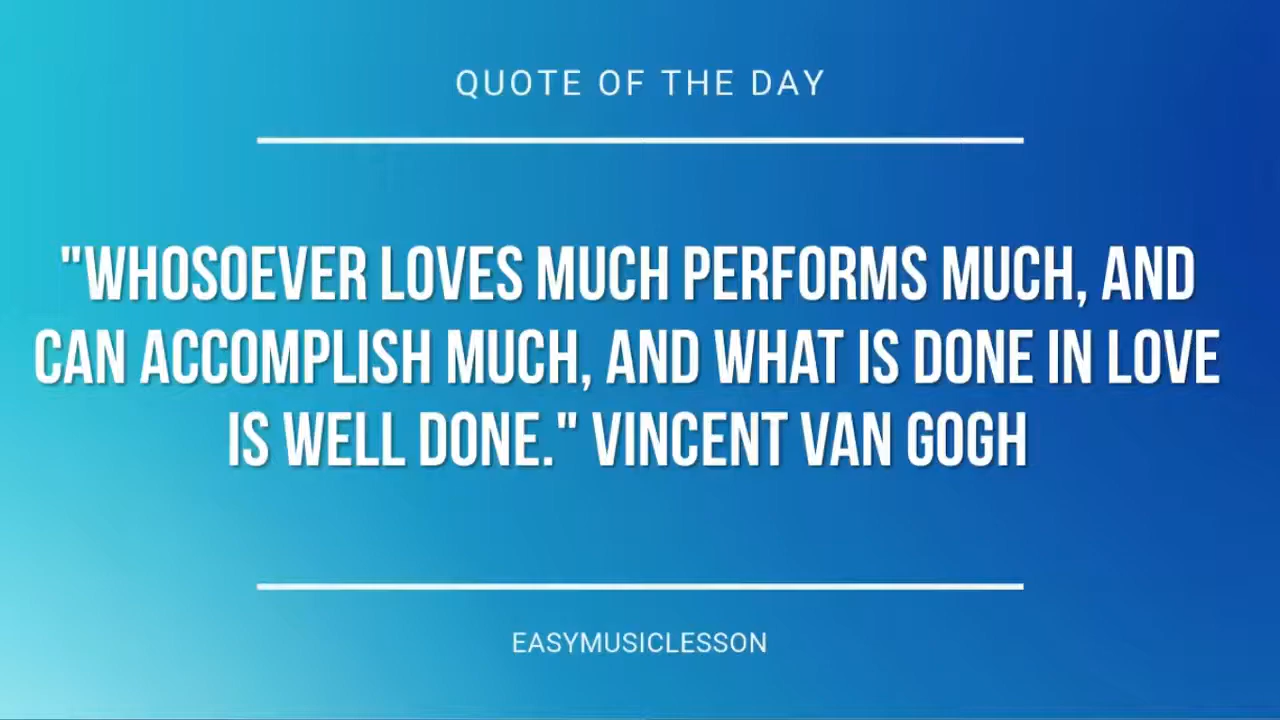 QUOTE OF THE DAY
"WHOSOEVER LOVES MUCH PERFORMS MUCH, AND
CAN ACCOMPLISH MUCH, AND WHAT IS DONE IN LOVE
IS WELL DONE." VINCENT VAN GOGH
EASYMUSICLESSON